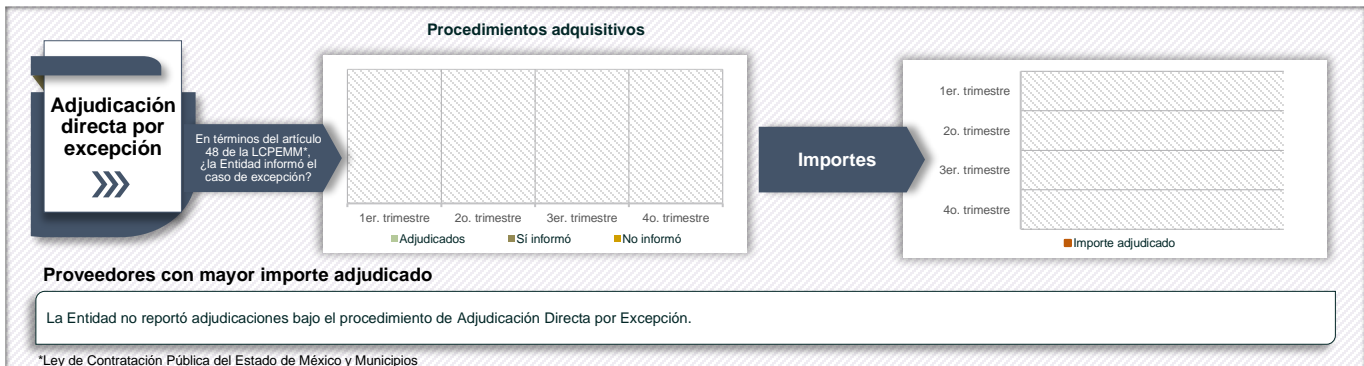 Procedimientos adquisitivos
Adjudicación
directa por
excepción
En términos del artículo
48 de la LCPEMM*,
¿la Entidad informó el
caso de excepción?
1er. trimestre 2o. trimestre 3er. trimestre 4o. trimestre
Adjudicados Sí informó No informó
Importes
1er. trimestre
2o. trimestre
3er. trimestre
4o. trimestre
Importe adjudicado
Proveedores con mayor importe adjudicado
La Entidad no reportó adjudicaciones bajo el procedimiento de Adjudicación Directa por Excepción.
*Ley de Contratación Pública del Estado de México y Municipios